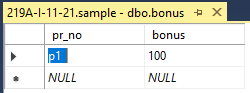 219A-I-11-21.sample - dbo.bonus
pr_no bonus
p1 100
NULL NULL